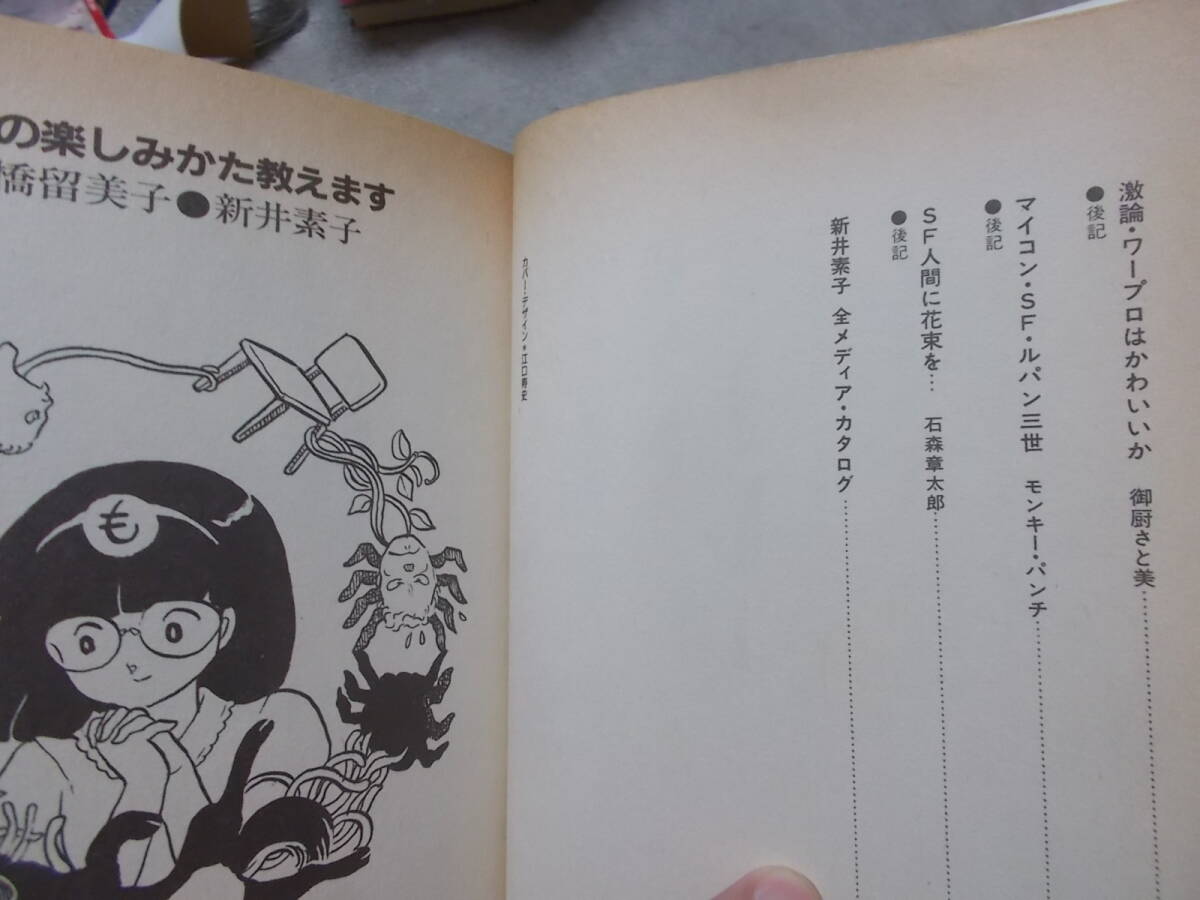 激論・ワープロはかわいいか　御厨さと美
●後記
マイコン・SF・ルパン三世　モンキー・パンチ
●後記
SF人間に花束を…　石森章太郎
●後記
新井素子　全メディア・カタログ
カバー・デザイン・江口寿史
の楽しみかた教えます
橋留美子●新井素子
も